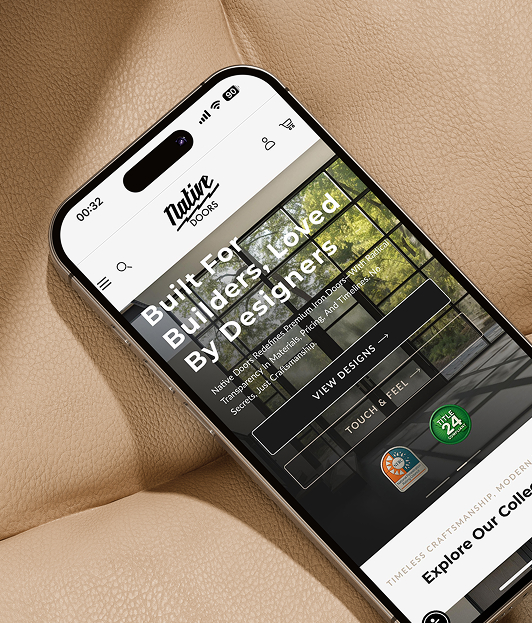 00:32
90
Native
DOORS
Built For
Builders, Loved
By Designers
Native Doors Redefines Premium Iron Doors—With Radical
Transparency In Materials, Pricing, And Timelines. No
Secrets, Just Craftsmanship.
VIEW DESIGNS
TOUCH & FEEL
TITLE
24
COMPLIANT
TIMELESS CRAFTSMANSHIP, MODERN
Explore Our Colle